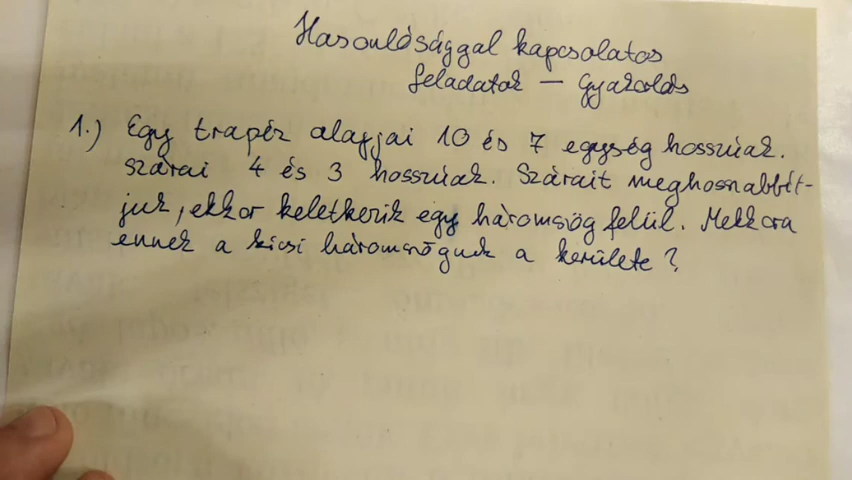 Hasonlósággal kapcsolatos
feladatok — Gyakorlás
1.) Egy trapéz alapjai 10 és 7 egység hosszúak.
Szárai 4 és 3 hosszúak. Szárait meghosszabbít-
juk, ekkor keletkezik egy háromszög felül. Mekkora
ennek a kicsi háromszögnek a kerülete?